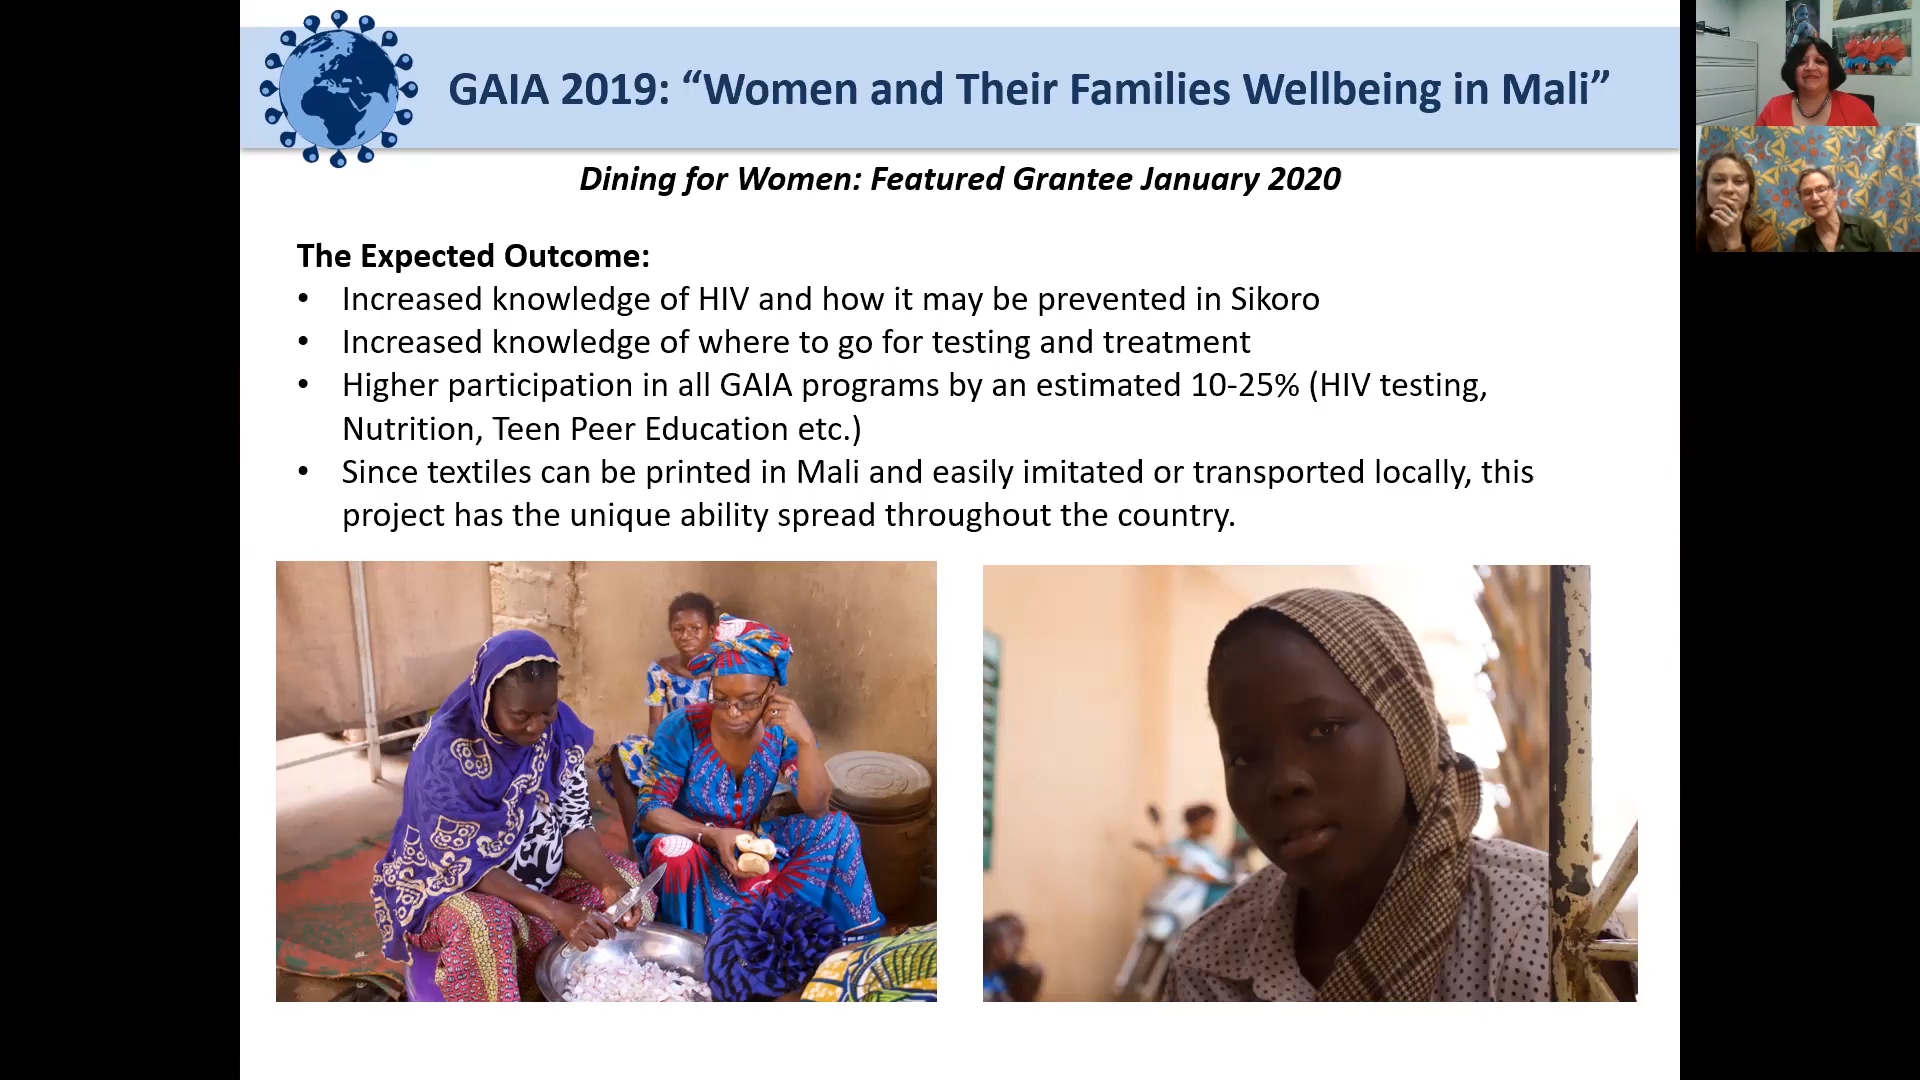 GAIA 2019: “Women and Their Families Wellbeing in Mali”
Dining for Women: Featured Grantee January 2020
The Expected Outcome:
• Increased knowledge of HIV and how it may be prevented in Sikoro
• Increased knowledge of where to go for testing and treatment
• Higher participation in all GAIA programs by an estimated 10-25% (HIV testing,
Nutrition, Teen Peer Education etc.)
• Since textiles can be printed in Mali and easily imitated or transported locally, this
project has the unique ability spread throughout the country.